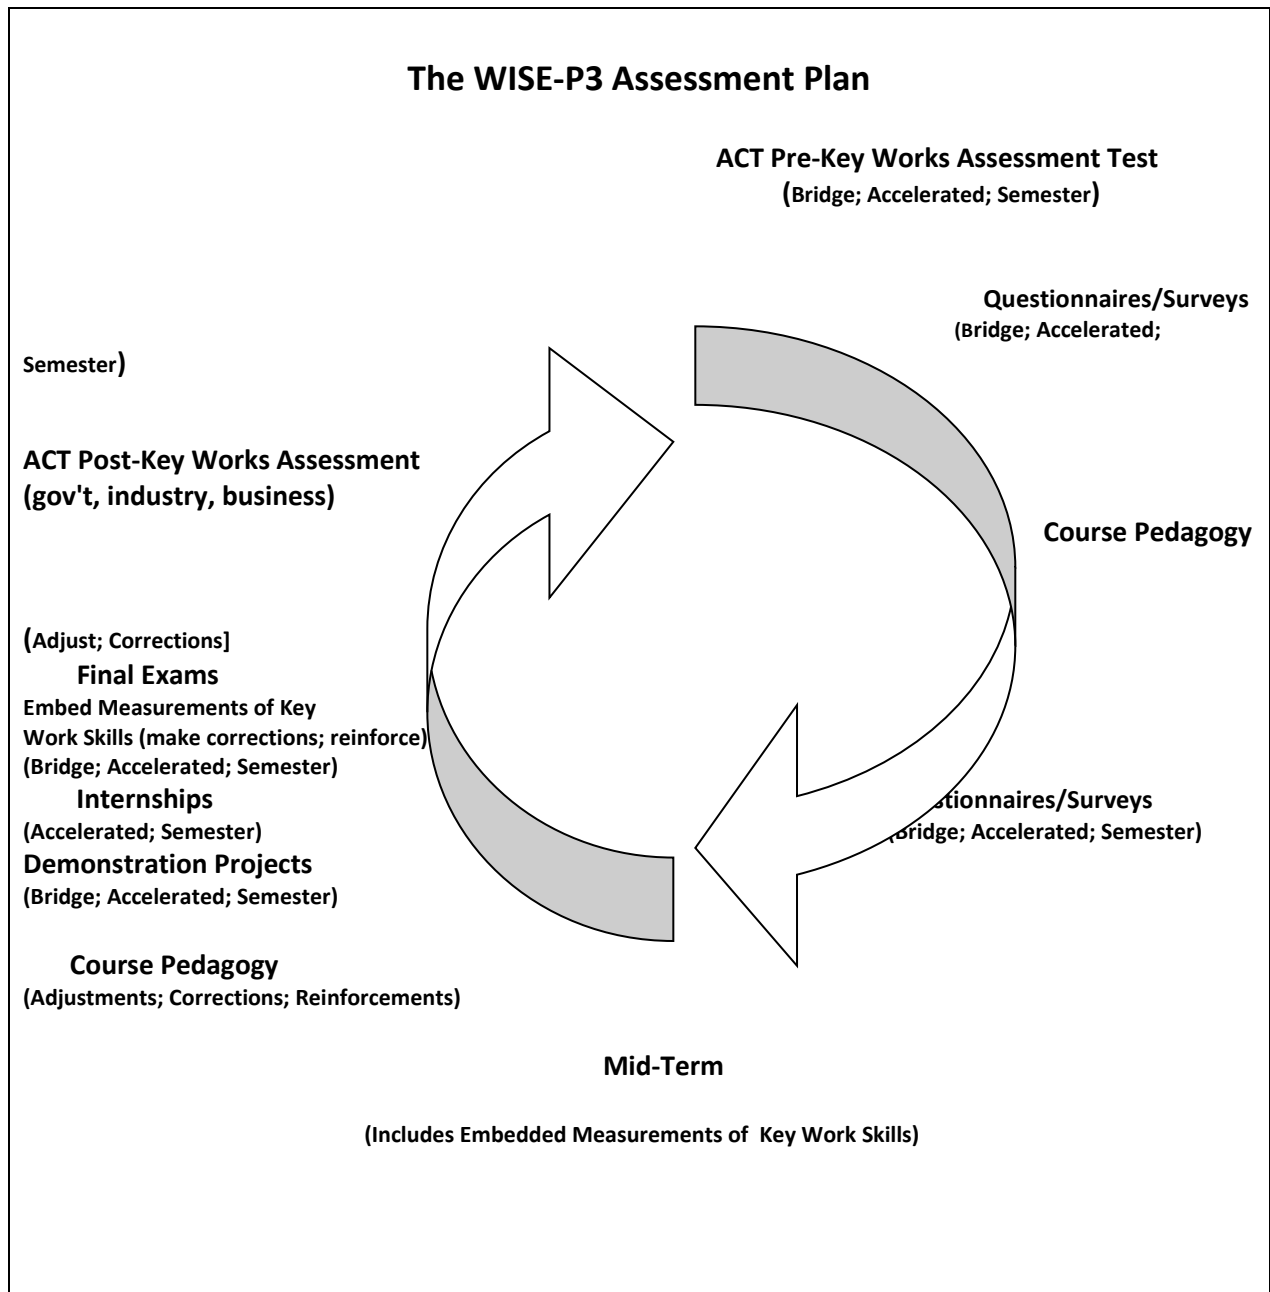 The WISE-P3 Assessment Plan
ACT Pre-Key Works Assessment Test
(Bridge; Accelerated; Semester)
Questionnaires/Surveys
(Bridge; Accelerated;
Semester)
ACT Post-Key Works Assessment
(gov't, industry, business)
Course Pedagogy
(Adjust; Corrections]
Final Exams
Embed Measurements of Key
Work Skills (make corrections; reinforce)
(Bridge; Accelerated; Semester)
Internships
(Accelerated; Semester)
Demonstration Projects
(Bridge; Accelerated; Semester)
stionnaires/Surveys
(Bridge; Accelerated; Semester)
Course Pedagogy
(Adjustments; Corrections; Reinforcements)
Mid-Term
(Includes Embedded Measurements of Key Work Skills)